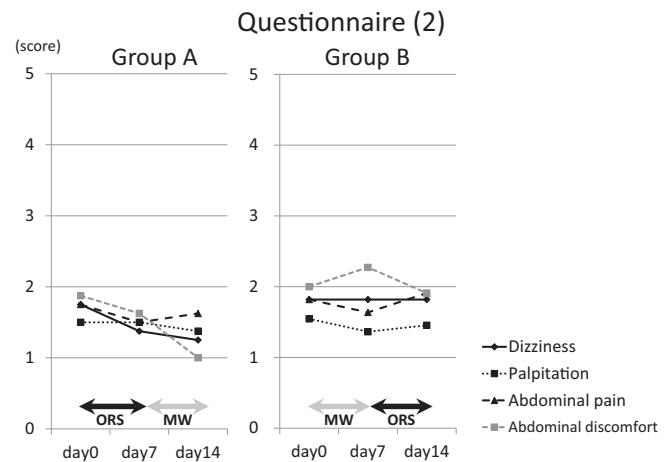 Questionnaire (2)
(score)
Group A
Group B
5
4
3
2
1
0
ORS
MW
day0 day7 day14
5
4
3
2
1
0
MW
ORS
day0 day7 day14
Dizziness
Palpitation
Abdominal pain
Abdominal discomfort